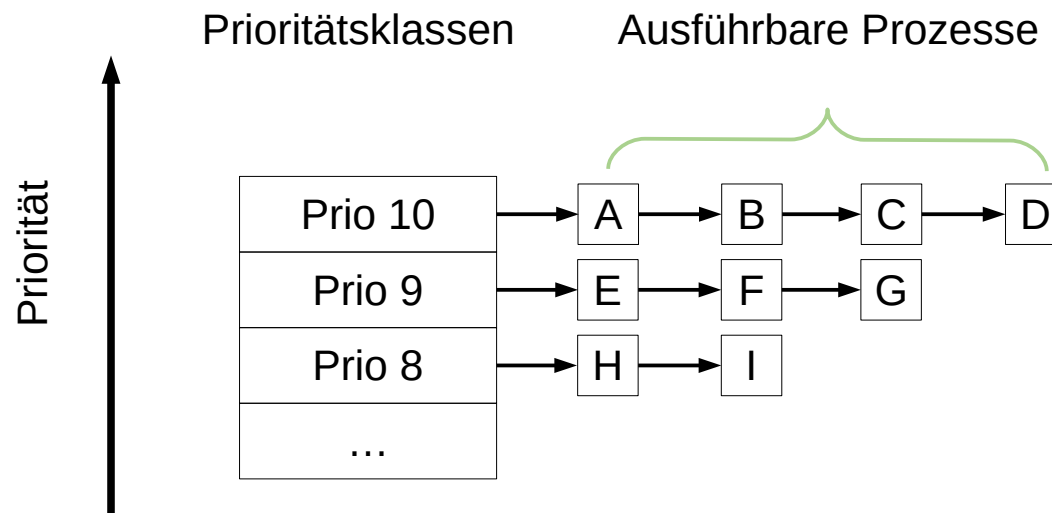 Prioritätsklassen Ausführbare Prozesse
Priorität
Prio 10 A B C D
Prio 9 E F G
Prio 8 H I
...